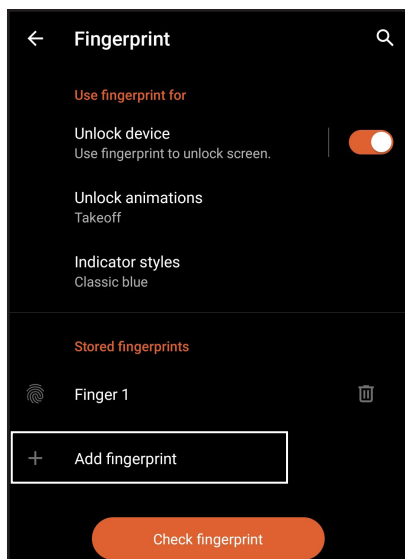 Fingerprint
Use fingerprint for
Unlock device
Use fingerprint to unlock screen.
Unlock animations
Takeoff
Indicator styles
Classic blue
Stored fingerprints
Finger 1
Add fingerprint
Check fingerprint